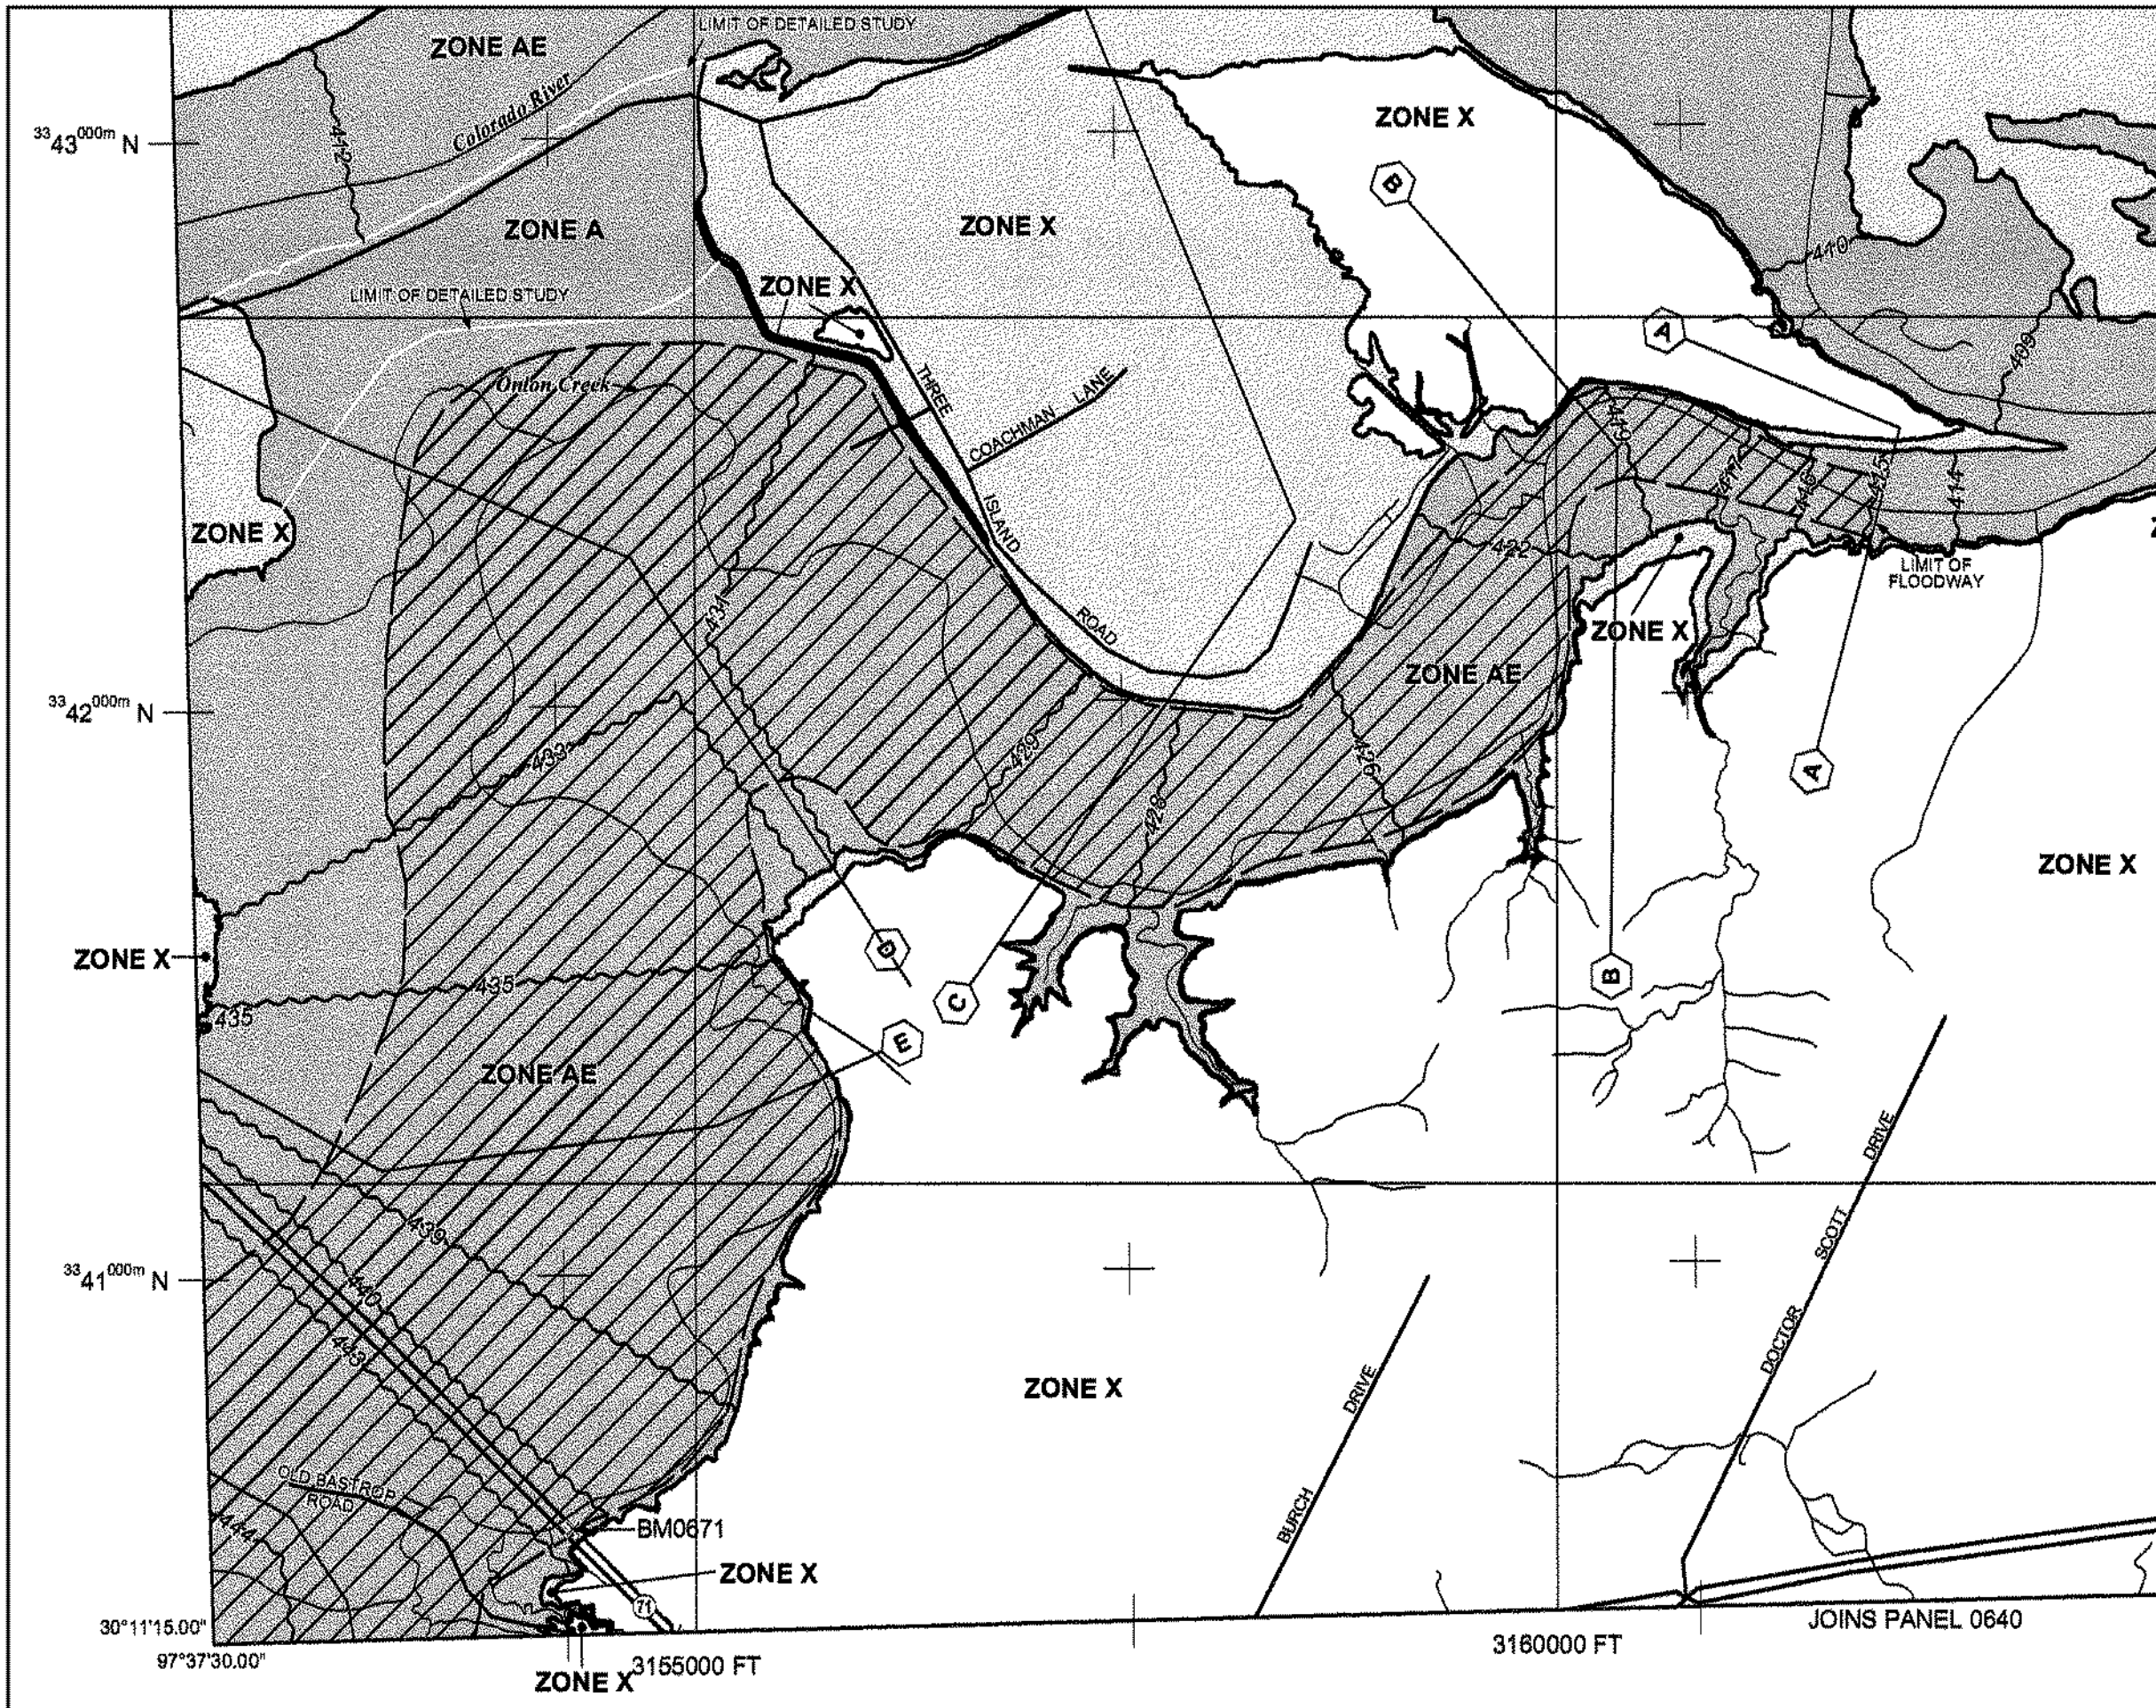 LIMIT OF DETAILED STUDY
ZONE AE
Colorado River
412
33 43 000m N
ZONE X
B
ZONE A
ZONE X
410
ZONE X
LIMIT OF DETAILED STUDY
A
409
Onion Creek
THREE
COACHMAN LANE
419
417
416
415
414
ZONE X
ISLAND
422
LIMIT OF
FLOODWAY
431
ROAD
ZONE X
ZONE AE
33 42 000m N
433
429
426
428
A
ZONE X
ZONE X
D
B
435
C
435
E
ZONE AE
DRIVE
439
SCOTT
33 41 000m N
440
443
DOCTOR
ZONE X
DRIVE
OLD BASTROP
ROAD
BURCH
444
BM0671
ZONE X
71
30°11'15.00"
JOINS PANEL 0640
97°37'30.00"
3155000 FT
3160000 FT
ZONE X